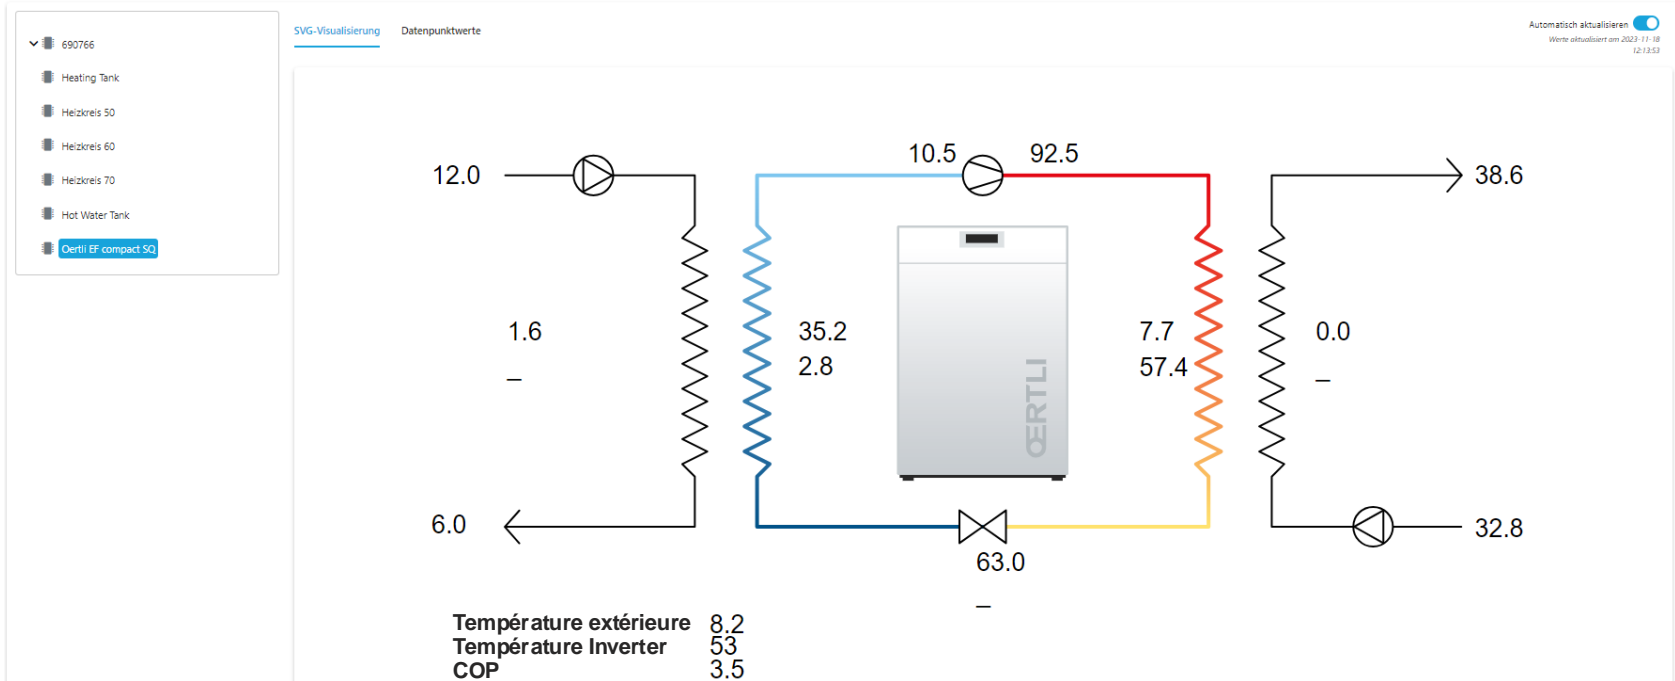 690766
Heating Tank
Heizkreis 50
Heizkreis 60
Heizkreis 70
Hot Water Tank
Oertli EF compact SQ
SVG-Visualisierung
Datenpunktwerte
Automatisch aktualisieren
Werte aktualisiert am 2023-11-18
12:13:53
10.5
92.5
12.0
38.6
1.6
35.2
7.7
0.0
–
2.8
57.4
–
ŒRTLI
6.0
32.8
63.0
–
Température extérieure 8.2
Température Inverter 53
COP 3.5